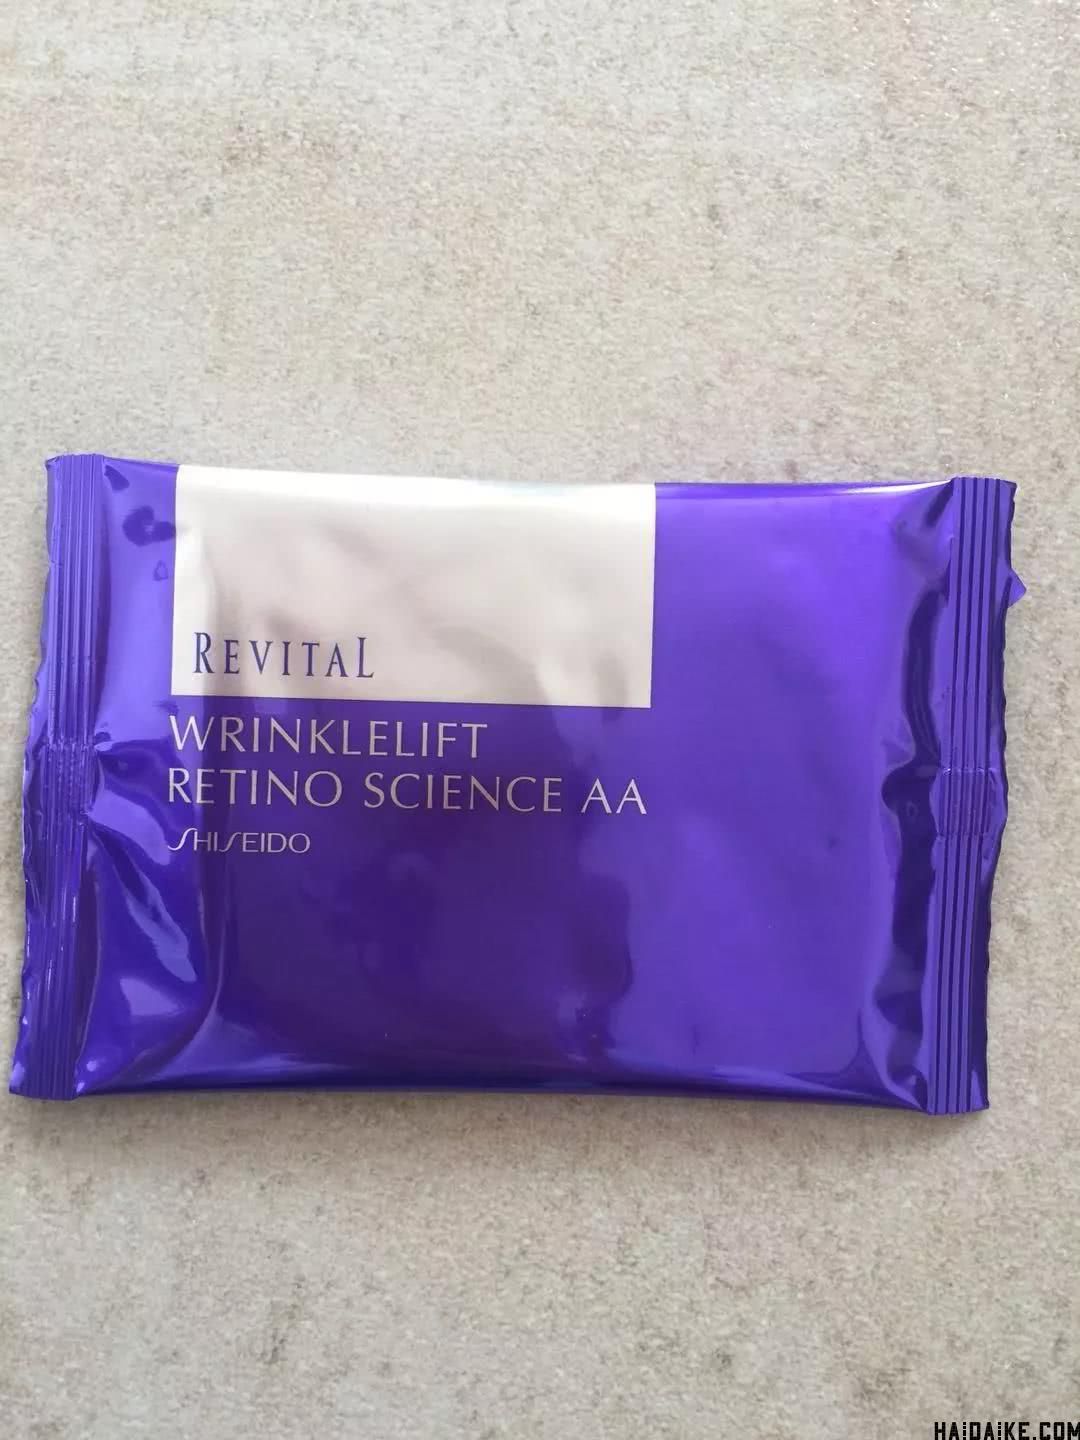 REVITAL
WRINKLELIFT
RETINO SCIENCE AA
SHISEIDO
HAIDAIKE.COM